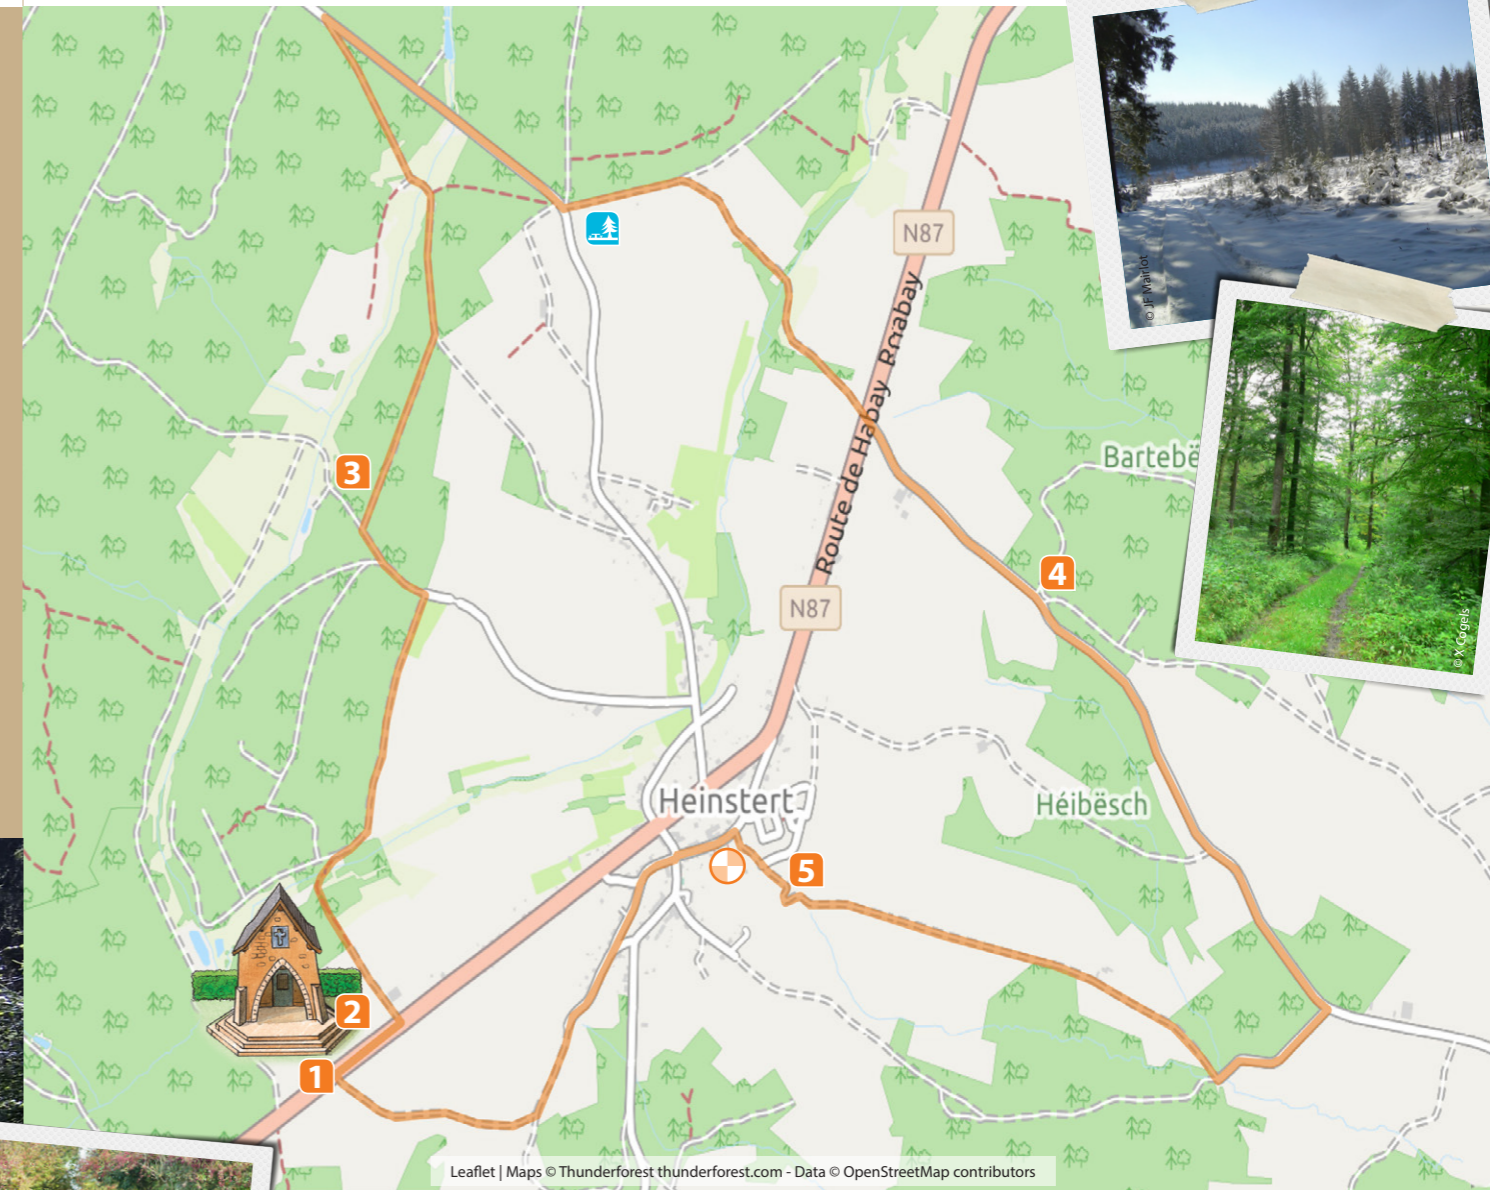 © JF Mairlot
N87
Route de Habay
Bartebë
3
4
© X Cogels
N87
Heinstert
Héibësch
5
2
1
Leaflet | Maps © Thunderforest thunderforest.com - Data © OpenStreetMap contributors